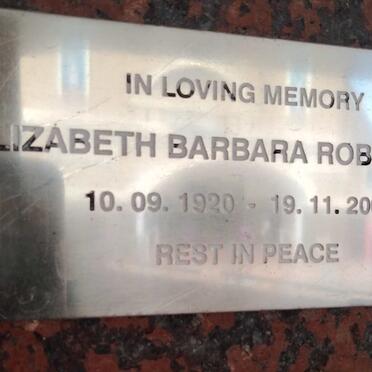 IN LOVING MEMORY
LIZABETH BARBARA ROB
10. 09. 1920 - 19. 11. 20
REST IN PEACE